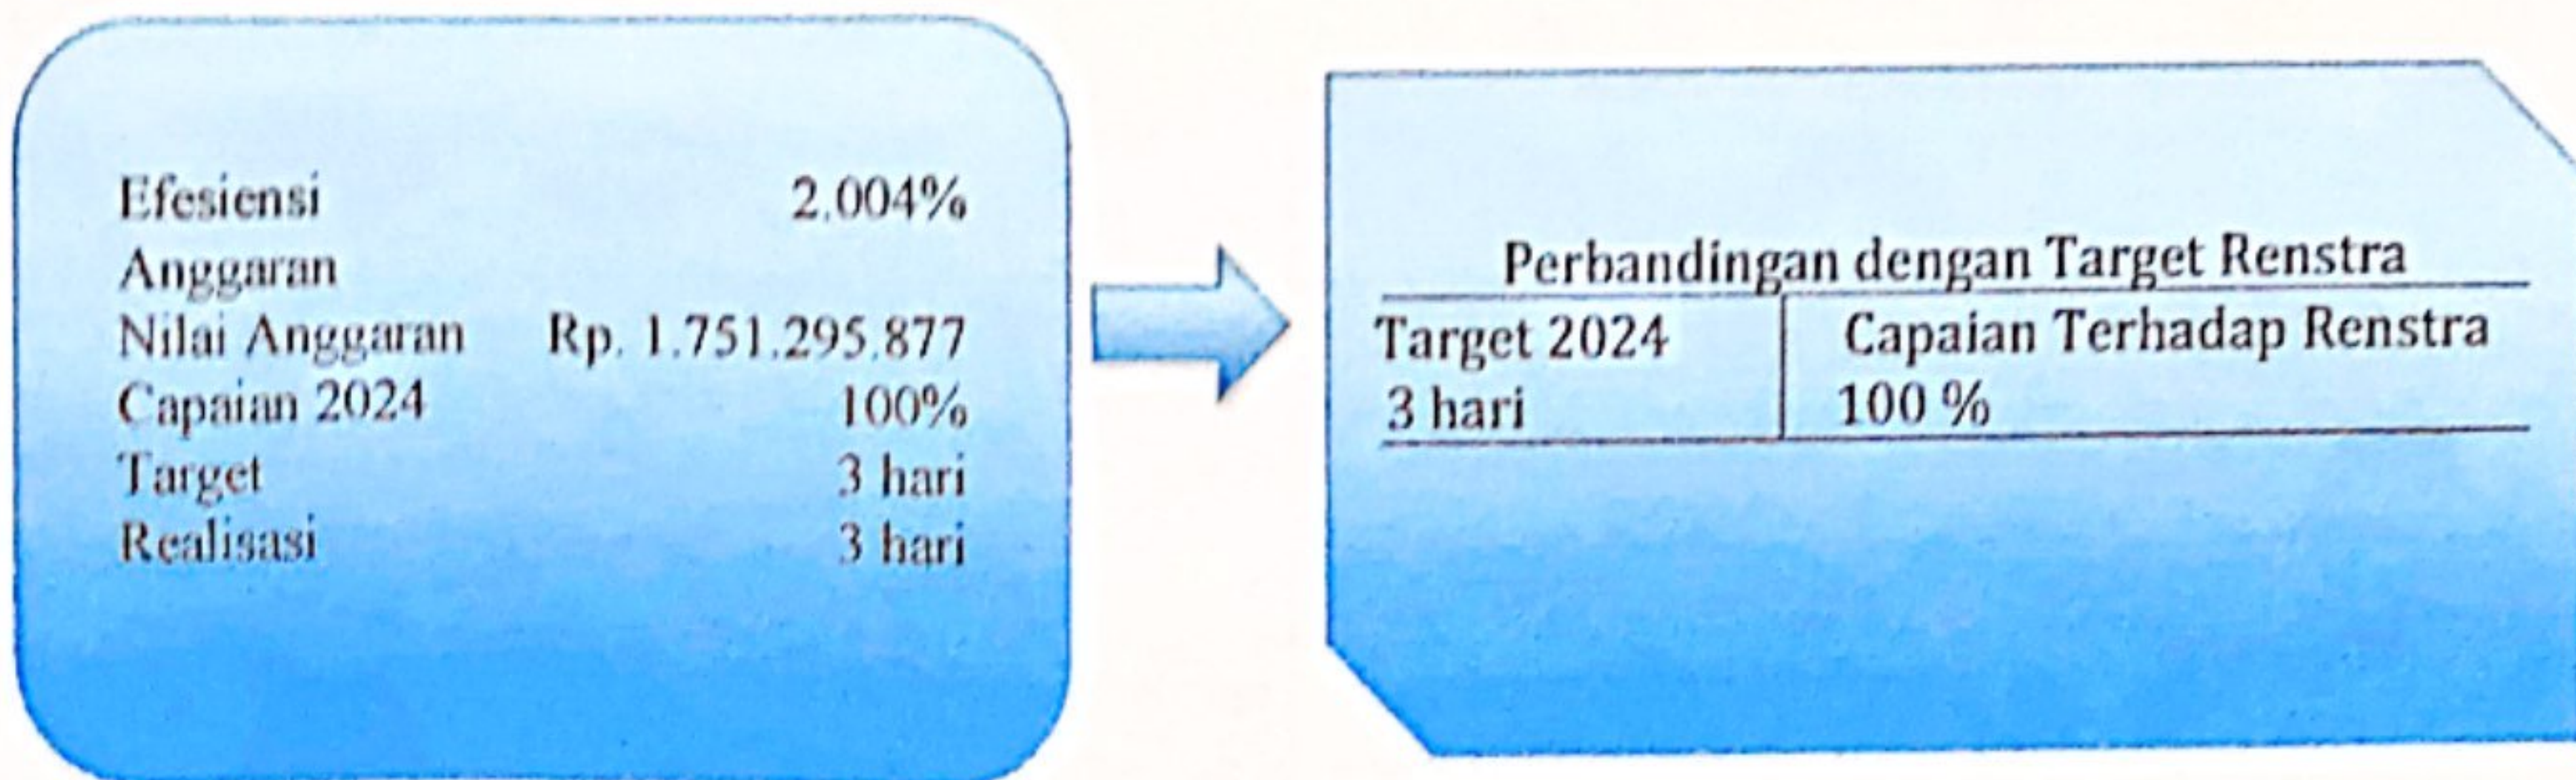 Efesiensi 2.004%
Anggaran
Nilai Anggaran Rp. 1.751.295.877
Capaian 2024 100%
Target 3 hari
Realisasi 3 hari
Perbandingan dengan Target Renstra
Target 2024 Capaian Terhadap Renstra
3 hari 100 %